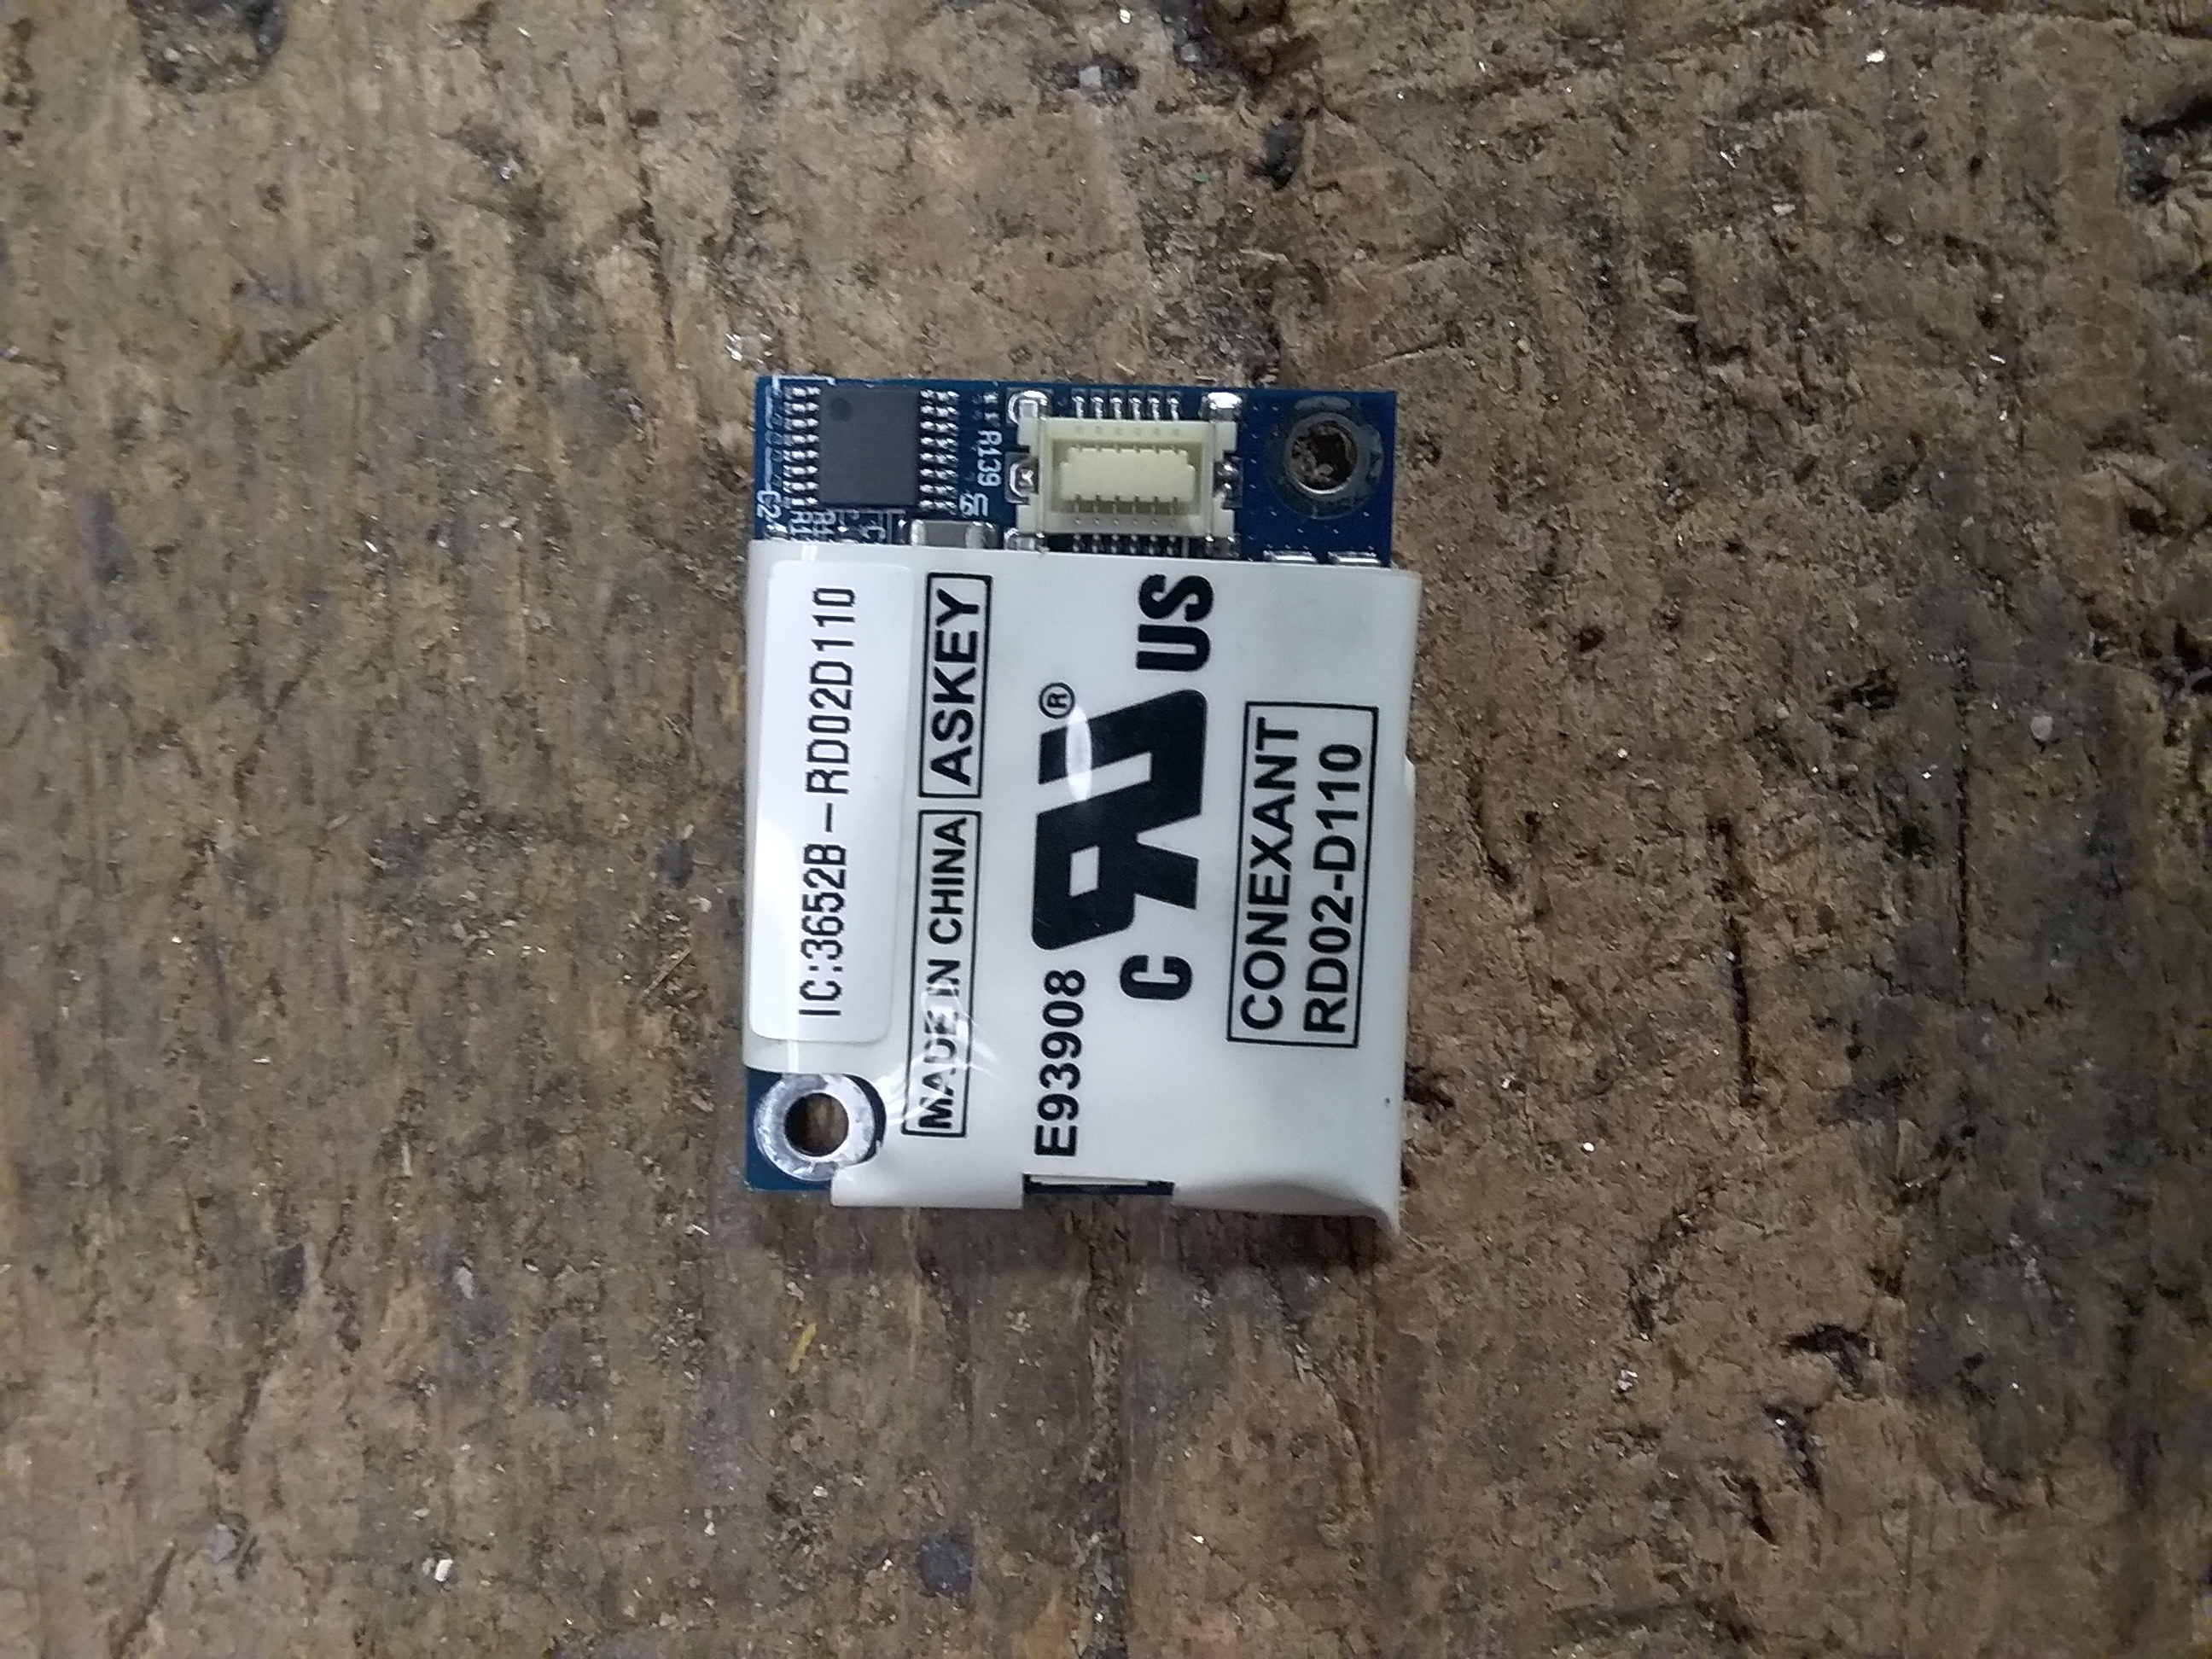 IC:3652B-RD02D110
MADE IN CHINA ASKEY
E93908
®
C US
CONEXANT
RD02-D110
R139